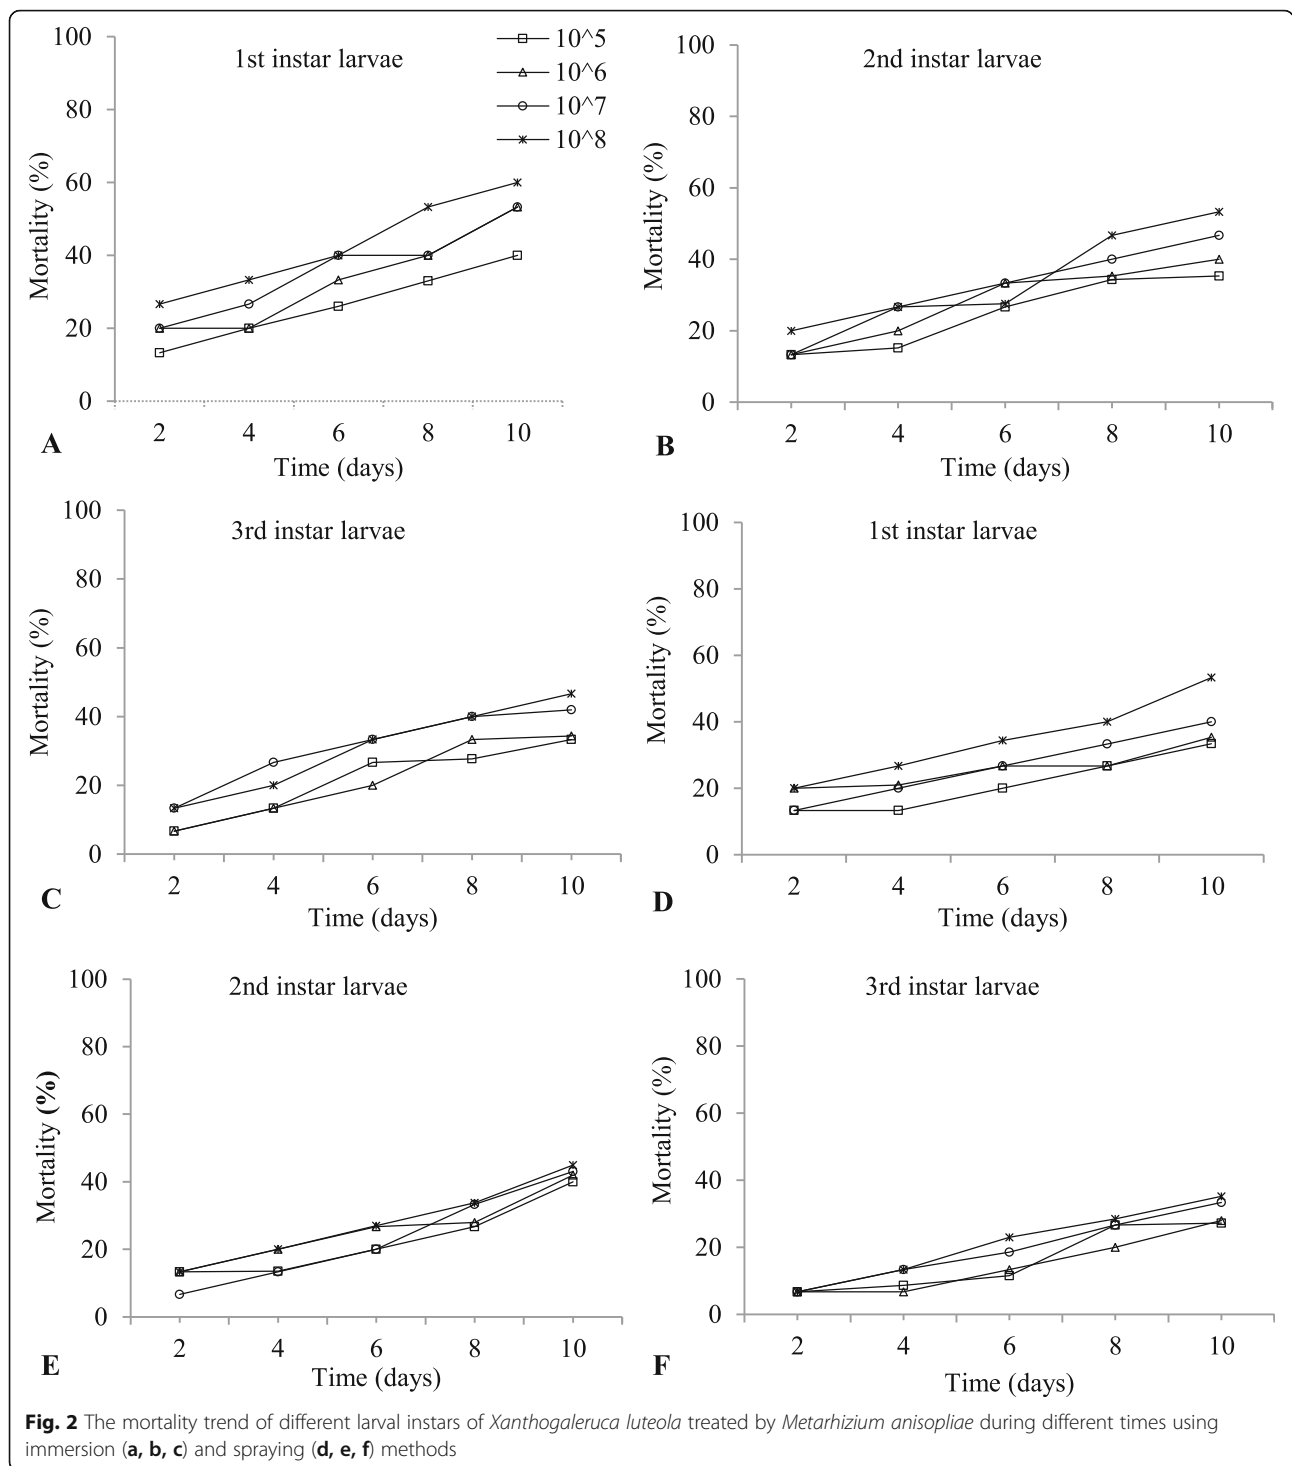 100
80
60
40
20
0
Mortality (%)
1st instar larvae
10^5
10^6
10^7
10^8
2 4 6 8 10
Time (days)
A
100
80
60
40
20
0
Mortality (%)
2nd instar larvae
2 4 6 8 10
Time (days)
B
100
80
60
40
20
0
Mortality (%)
3rd instar larvae
2 4 6 8 10
Time (days)
C
100
80
60
40
20
0
Mortality (%)
1st instar larvae
2 4 6 8 10
Time (days)
D
100
80
60
40
20
0
Mortality (%)
2nd instar larvae
2 4 6 8 10
Time (days)
E
100
80
60
40
20
0
Mortality (%)
3rd instar larvae
2 4 6 8 10
Time (days)
F
Fig. 2 The mortality trend of different larval instars of Xanthogaleruca luteola treated by Metarhizium anisopliae during different times using
immersion (a, b, c) and spraying (d, e, f) methods